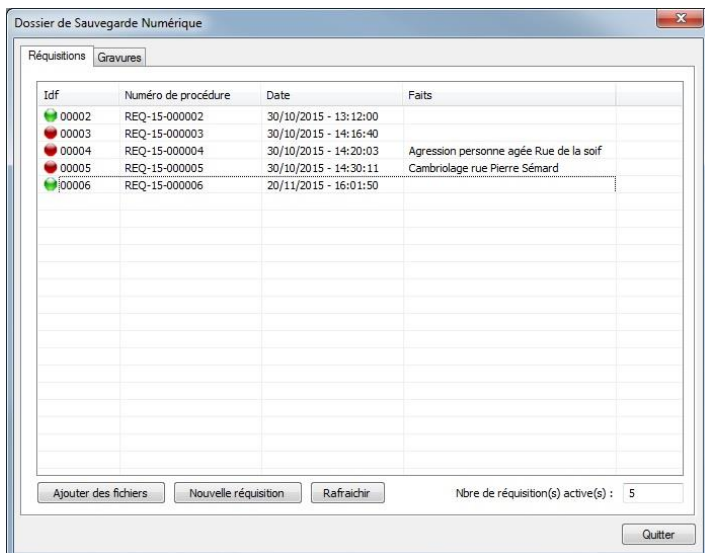 Dossier de Sauvegarde Numérique
Réquisitions Gravures
Idf Numéro de procédure Date Faits
00002 REQ-15-000002 30/10/2015 - 13:12:00
00003 REQ-15-000003 30/10/2015 - 14:16:40
00004 REQ-15-000004 30/10/2015 - 14:20:03 Agression personne agée Rue de la soif
00005 REQ-15-000005 30/10/2015 - 14:30:11 Cambriolage rue Pierre Sémard
00006 REQ-15-000006 20/11/2015 - 16:01:50
Ajouter des fichiers Nouvelle réquisition Rafraichir Nbre de réquisition(s) active(s) : 5
Quitter